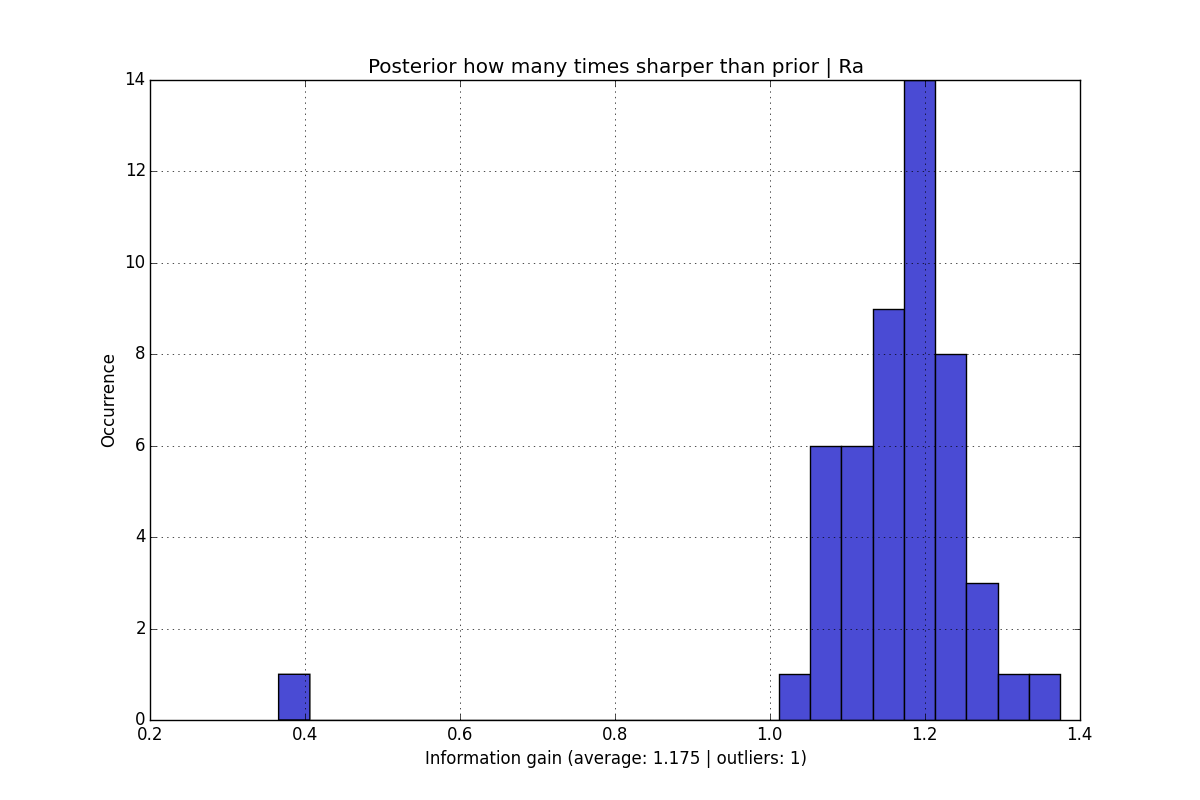 Posterior how many times sharper than prior | Ra
14
12
10
8
6
4
2
0
Occurrence
0.2 0.4 0.6 0.8 1.0 1.2 1.4
Information gain (average: 1.175 | outliers: 1)